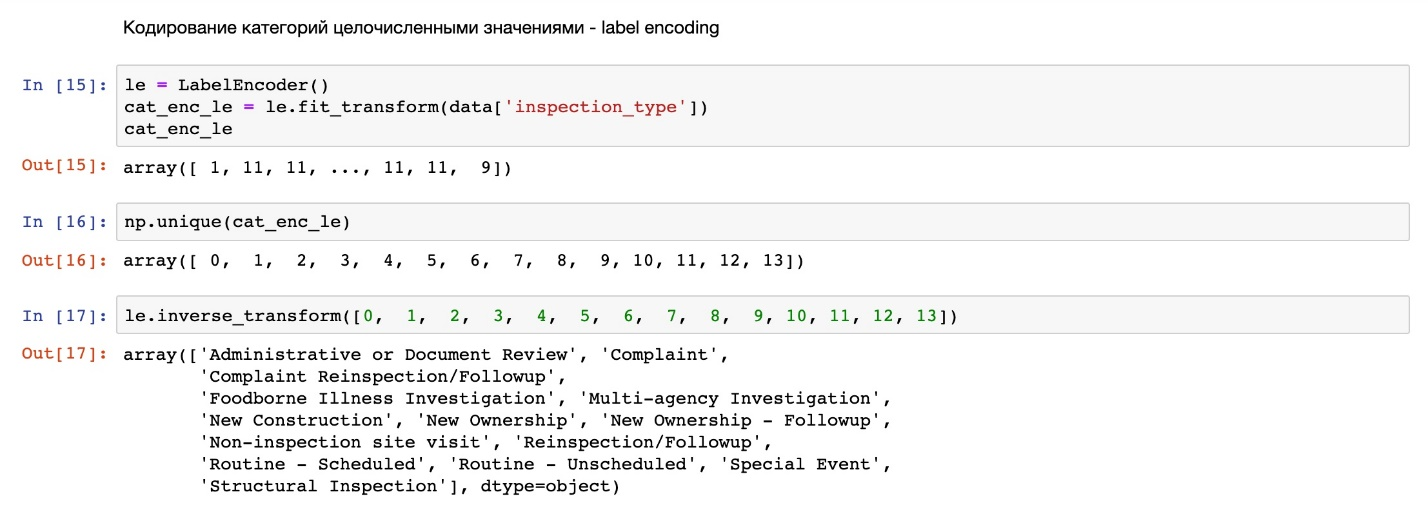 Кодирование категорий целочисленными значениями - label encoding
In [15]: le = LabelEncoder()
cat_enc_le = le.fit_transform(data['inspection_type'])
cat_enc_le
Out[15]: array([ 1, 11, 11, ..., 11, 11,  9])
In [16]: np.unique(cat_enc_le)
Out[16]: array([ 0,  1,  2,  3,  4,  5,  6,  7,  8,  9, 10, 11, 12, 13])
In [17]: le.inverse_transform([0,  1,  2,  3,  4,  5,  6,  7,  8,  9, 10, 11, 12, 13])
Out[17]: array(['Administrative or Document Review', 'Complaint',
'Complaint Reinspection/Followup',
'Foodborne Illness Investigation', 'Multi-agency Investigation',
'New Construction', 'New Ownership', 'New Ownership - Followup',
'Non-inspection site visit', 'Reinspection/Followup',
'Routine - Scheduled', 'Routine - Unscheduled', 'Special Event',
'Structural Inspection'], dtype=object)